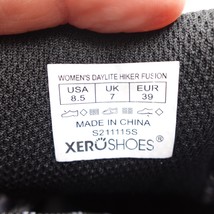 WOMEN'S DAYLITE HIKER FUSION
USA UK EUR
8.5 7 39
MADE IN CHINA
S211115S
XEROSHOES®